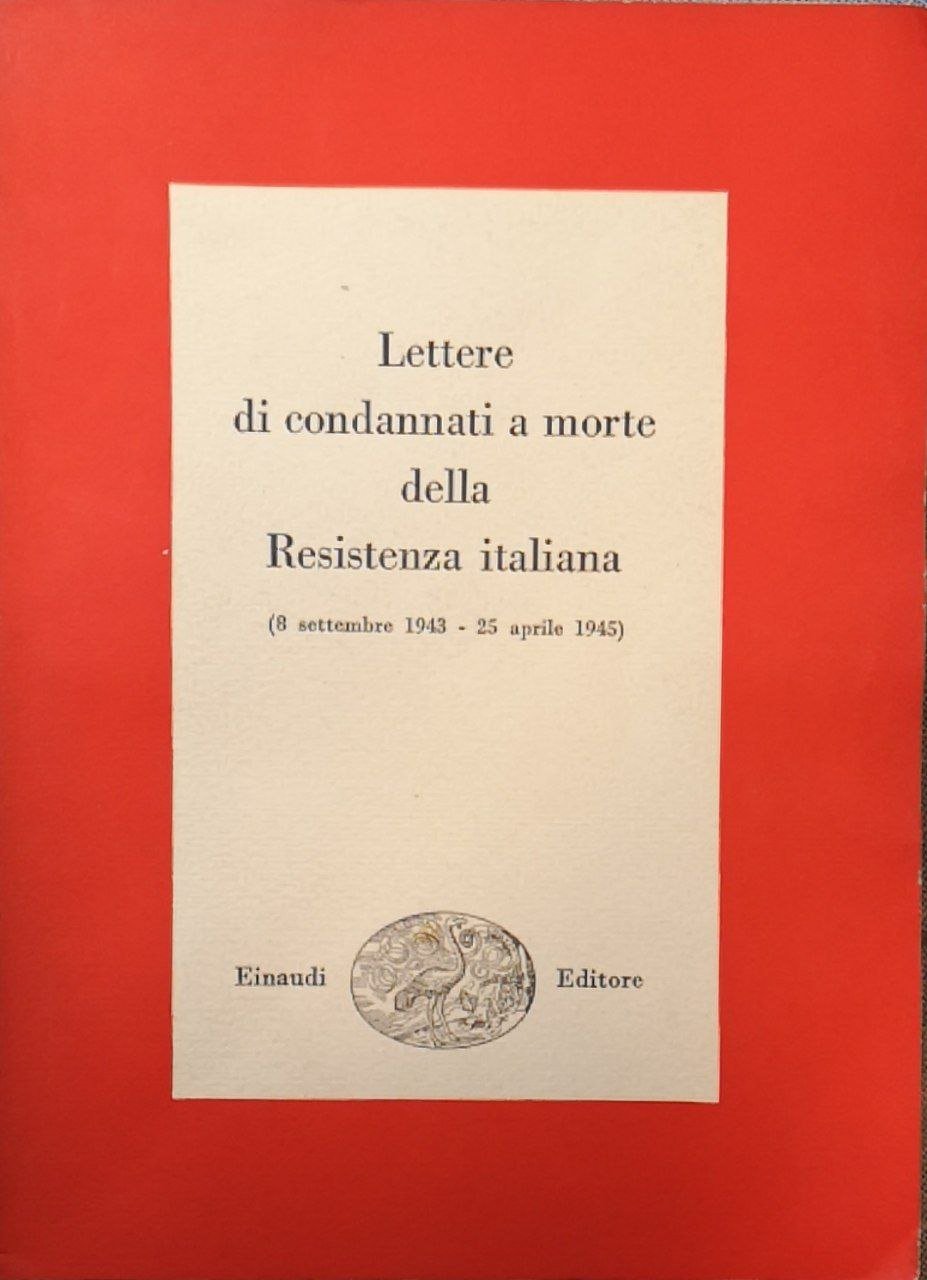 Lettere
di condannati a morte
della
Resistenza italiana
(8 settembre 1943 - 25 aprile 1945)
Einaudi Editore